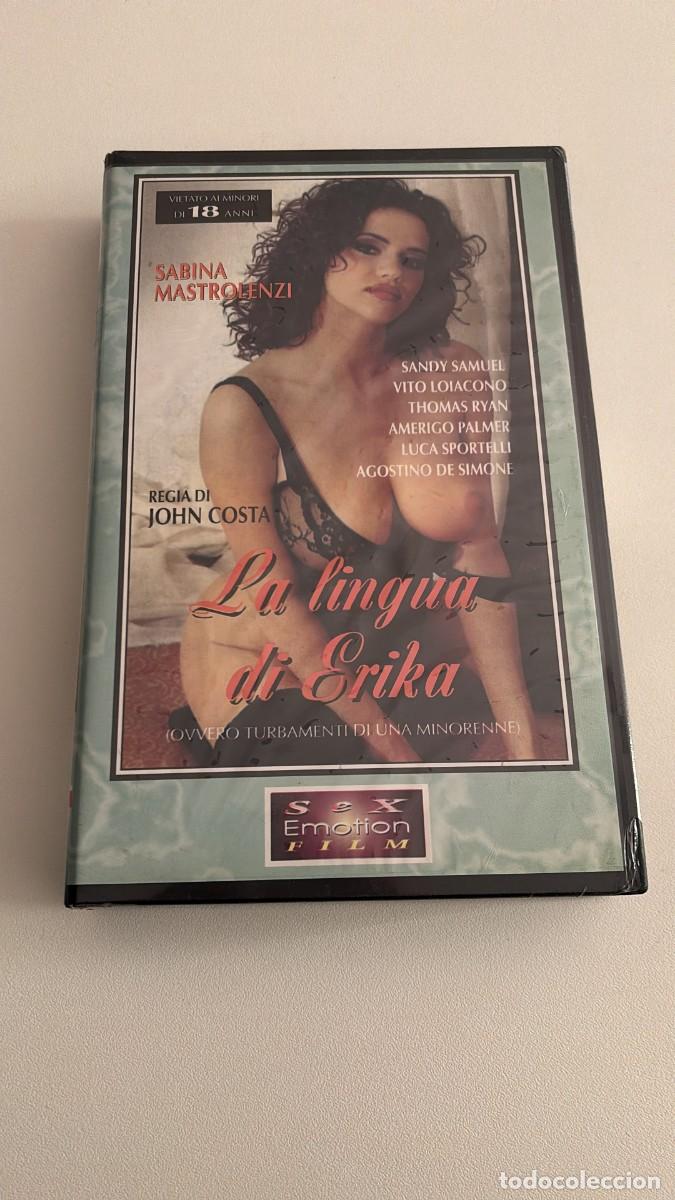 VIETATO AI MINORI
DI 18 ANNI
SABINA
MASTROLENZI
SANDY SAMUEL
VITO LOIACONO
THOMAS RYAN
AMERIGO PALMER
LUCA SPORTELLI
AGOSTINO DE SIMONE
REGIA DI
JOHN COSTA
La lingua
di Erika
(OVVERO TURBAMENTI DI UNA MINORENNE)
SeX
Emotion
FILM
todocoleccion